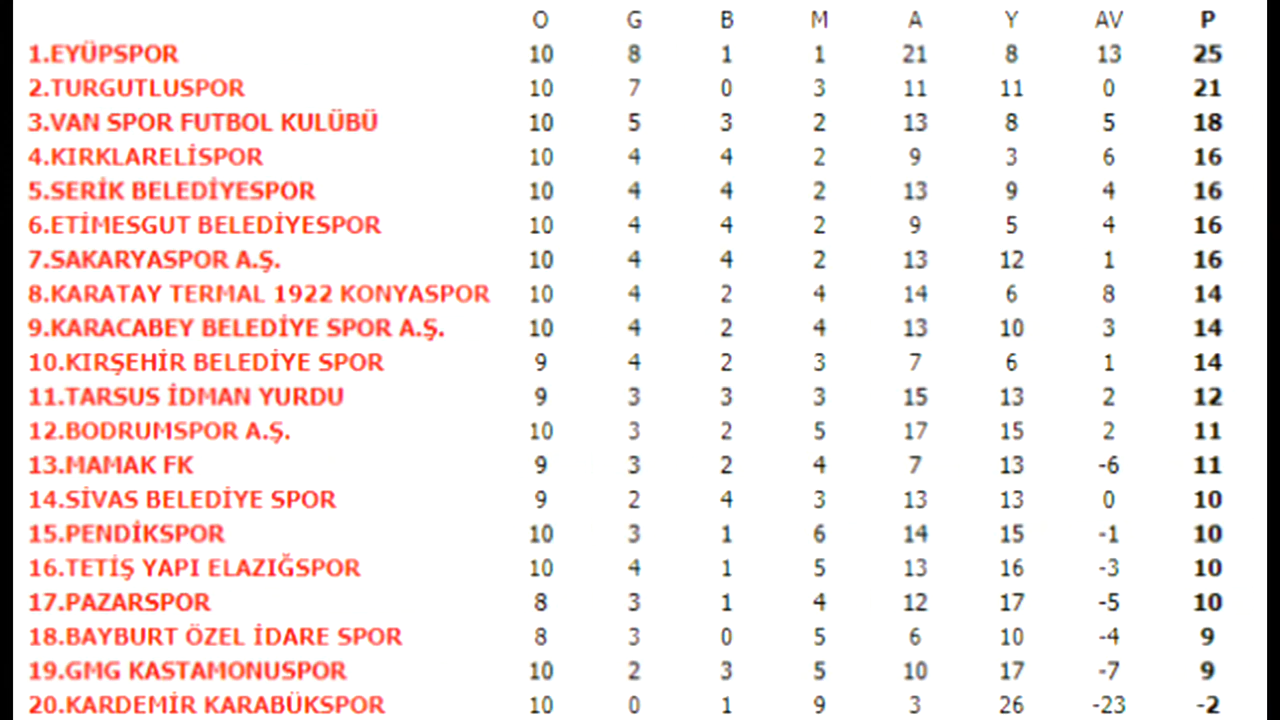 O G B M A Y AV P
1.EYÜPSPOR 10 8 1 1 21 8 13 25
2.TURGUTLUSPOR 10 7 0 3 11 11 0 21
3.VAN SPOR FUTBOL KULÜBÜ 10 5 3 2 13 8 5 18
4.KIRKLARELİSPOR 10 4 4 2 9 3 6 16
5.SERİK BELEDİYESPOR 10 4 4 2 13 9 4 16
6.ETİMESGUT BELEDİYESPOR 10 4 4 2 9 5 4 16
7.SAKARYASPOR A.Ş. 10 4 4 2 13 12 1 16
8.KARATAY TERMAL 1922 KONYASPOR 10 4 2 4 14 6 8 14
9.KARACABEY BELEDİYE SPOR A.Ş. 10 4 2 4 13 10 3 14
10.KIRŞEHİR BELEDİYE SPOR 9 4 2 3 7 6 1 14
11.TARSUS İDMAN YURDU 9 3 3 3 15 13 2 12
12.BODRUMSPOR A.Ş. 10 3 2 5 17 15 2 11
13.MAMAK FK 9 3 2 4 7 13 -6 11
14.SİVAS BELEDİYE SPOR 9 2 4 3 13 13 0 10
15.PENDİKSPOR 10 3 1 6 14 15 -1 10
16.TETİŞ YAPI ELAZIĞSPOR 10 4 1 5 13 16 -3 10
17.PAZARSPOR 8 3 1 4 12 17 -5 10
18.BAYBURT ÖZEL İDARE SPOR 8 3 0 5 6 10 -4 9
19.GMG KASTAMONUSPOR 10 2 3 5 10 17 -7 9
20.KARDEMİR KARABÜKSPOR 10 0 1 9 3 26 -23 -2